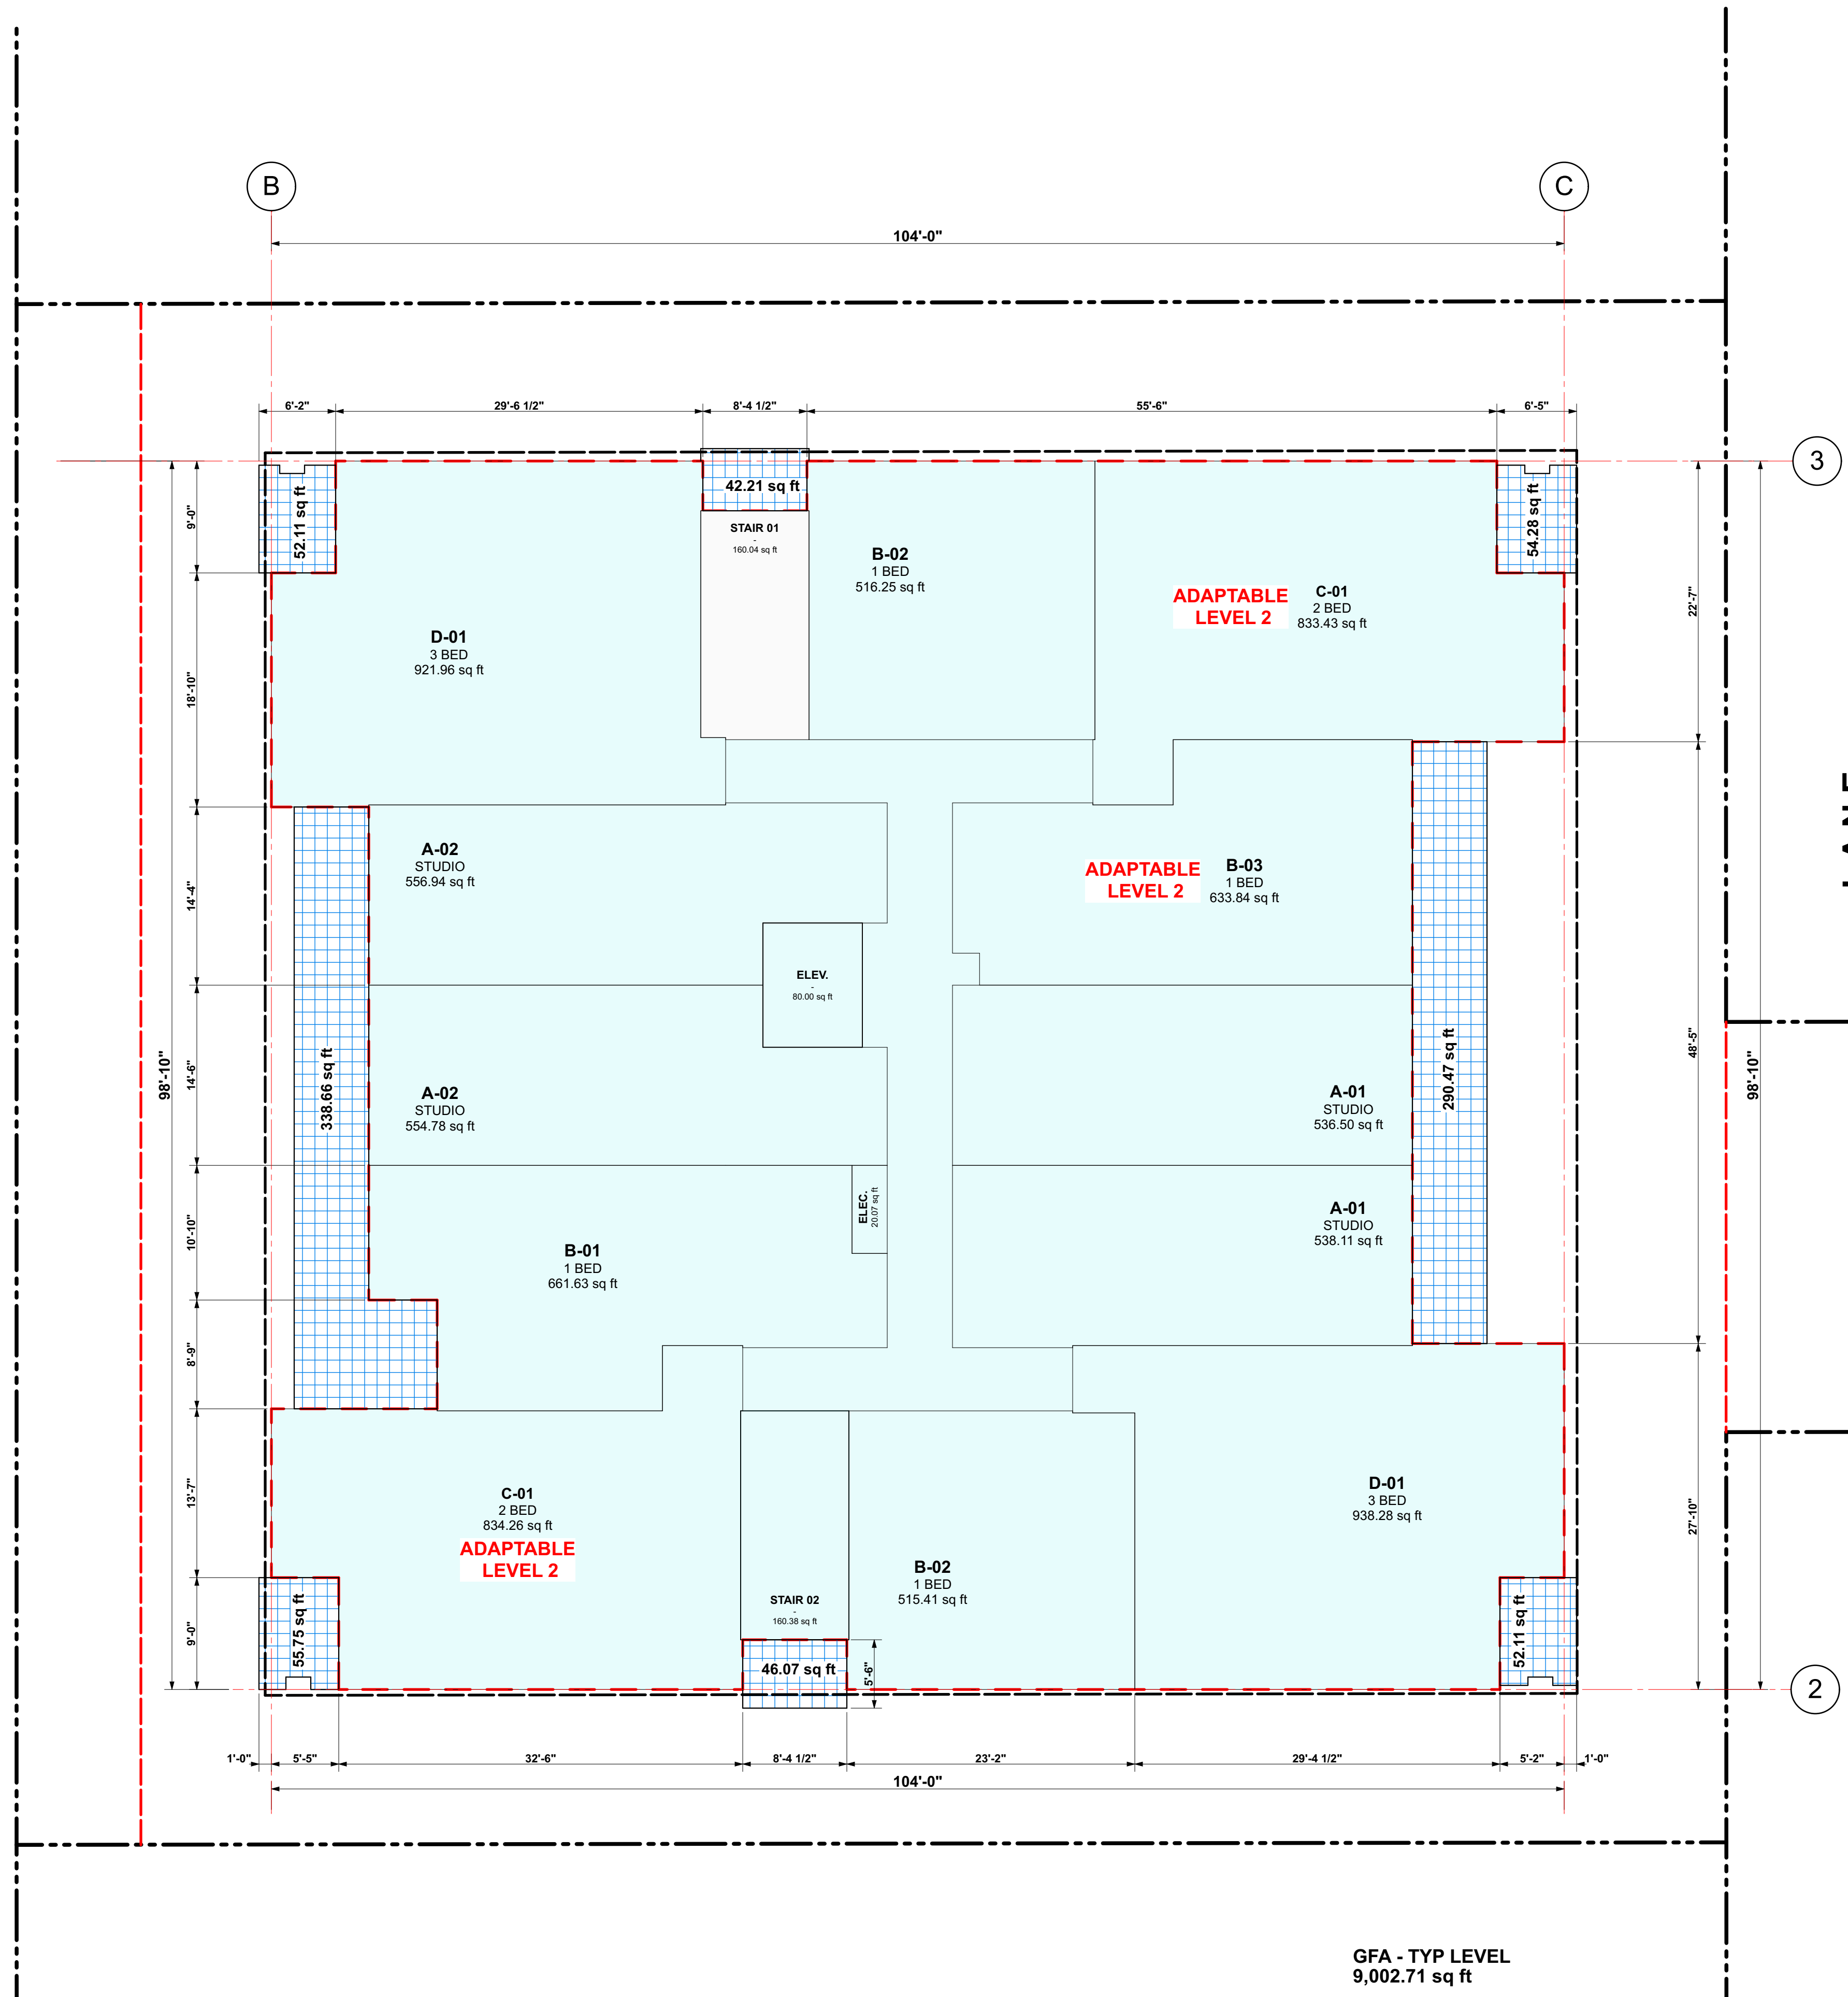 B
C
104'-0"
6'-2"
29'-6 1/2"
8'-4 1/2"
55'-6"
6'-5"
3
9'-0"
52.11 sq ft
42.21 sq ft
54.28 sq ft
STAIR 01
-
160.04 sq ft
B-02
1 BED
516.25 sq ft
ADAPTABLE
LEVEL 2
C-01
2 BED
833.43 sq ft
22'-7"
D-01
3 BED
921.96 sq ft
18'-10"
A-02
STUDIO
556.94 sq ft
14'-4"
ADAPTABLE
LEVEL 2
B-03
1 BED
633.84 sq ft
ELEV.
-
80.00 sq ft
98'-10"
14'-6"
338.66 sq ft
A-02
STUDIO
554.78 sq ft
A-01
STUDIO
536.50 sq ft
290.47 sq ft
48'-5"
98'-10"
10'-10"
ELEC.
20.07 sq ft
A-01
STUDIO
538.11 sq ft
B-01
1 BED
661.63 sq ft
8'-9"
13'-7"
C-01
2 BED
834.26 sq ft
ADAPTABLE
LEVEL 2
D-01
3 BED
938.28 sq ft
27'-10"
B-02
1 BED
515.41 sq ft
STAIR 02
-
160.38 sq ft
9'-0"
55.75 sq ft
46.07 sq ft
5'-6"
52.11 sq ft
2
1'-0"
5'-5"
32'-6"
8'-4 1/2"
23'-2"
29'-4 1/2"
5'-2"
1'-0"
104'-0"
GFA - TYP LEVEL
9,002.71 sq ft